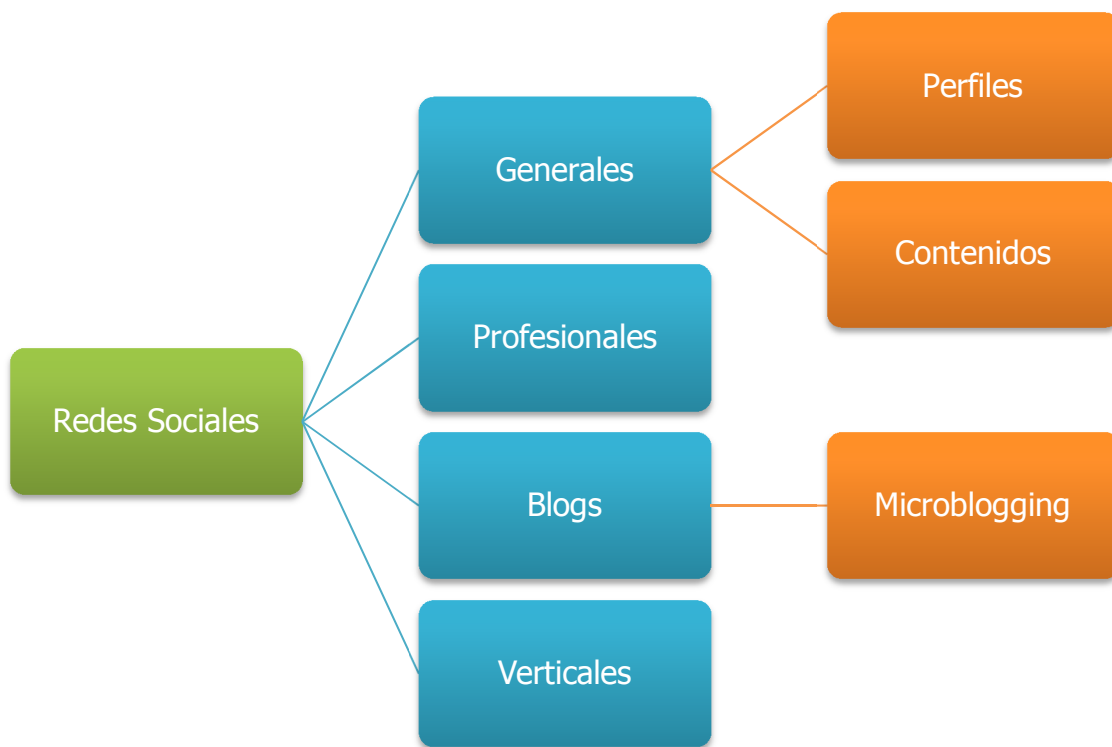 Redes Sociales
Generales
Perfiles
Contenidos
Profesionales
Blogs
Microblogging
Verticales